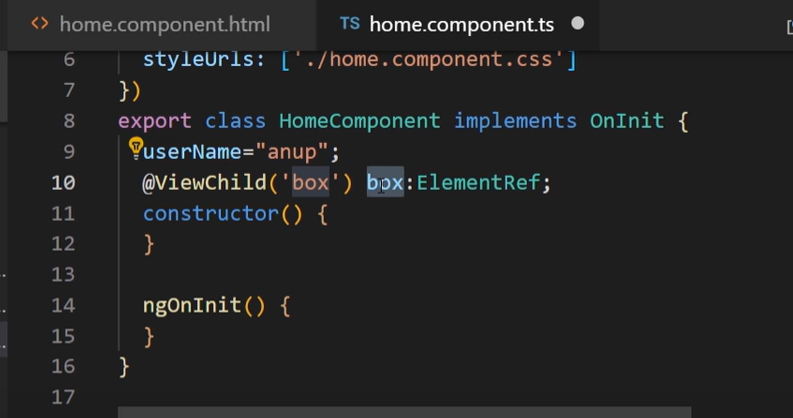 <> home.component.html TS home.component.ts
6 styleUrls: ['./home.component.css']
7 })
8 export class HomeComponent implements OnInit {
9 userName="anup";
10 @ViewChild('box') box:ElementRef;
11 constructor() {
12 }
13
14 ngOnInit() {
15 }
16 }
17